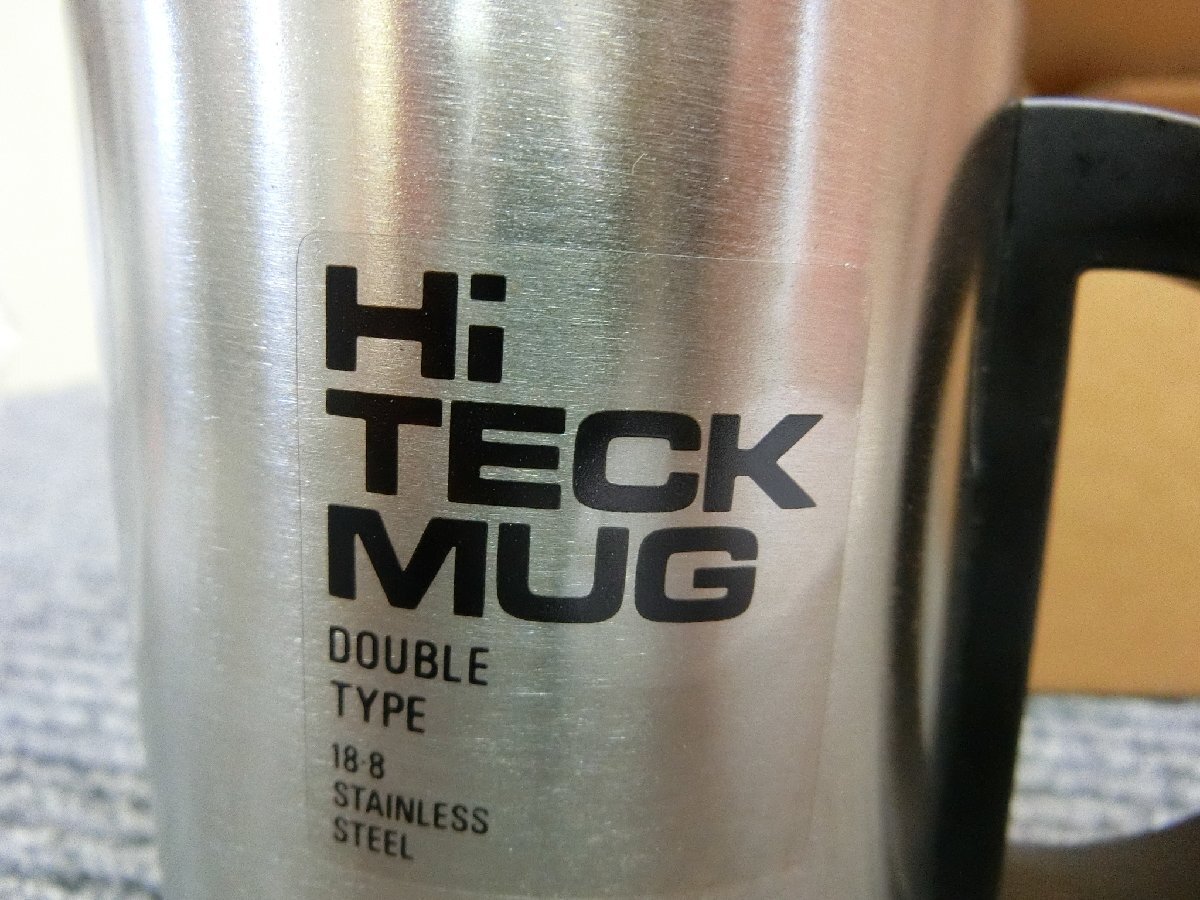 Hi
TECK
MUG
DOUBLE
TYPE
18-8
STAINLESS
STEEL